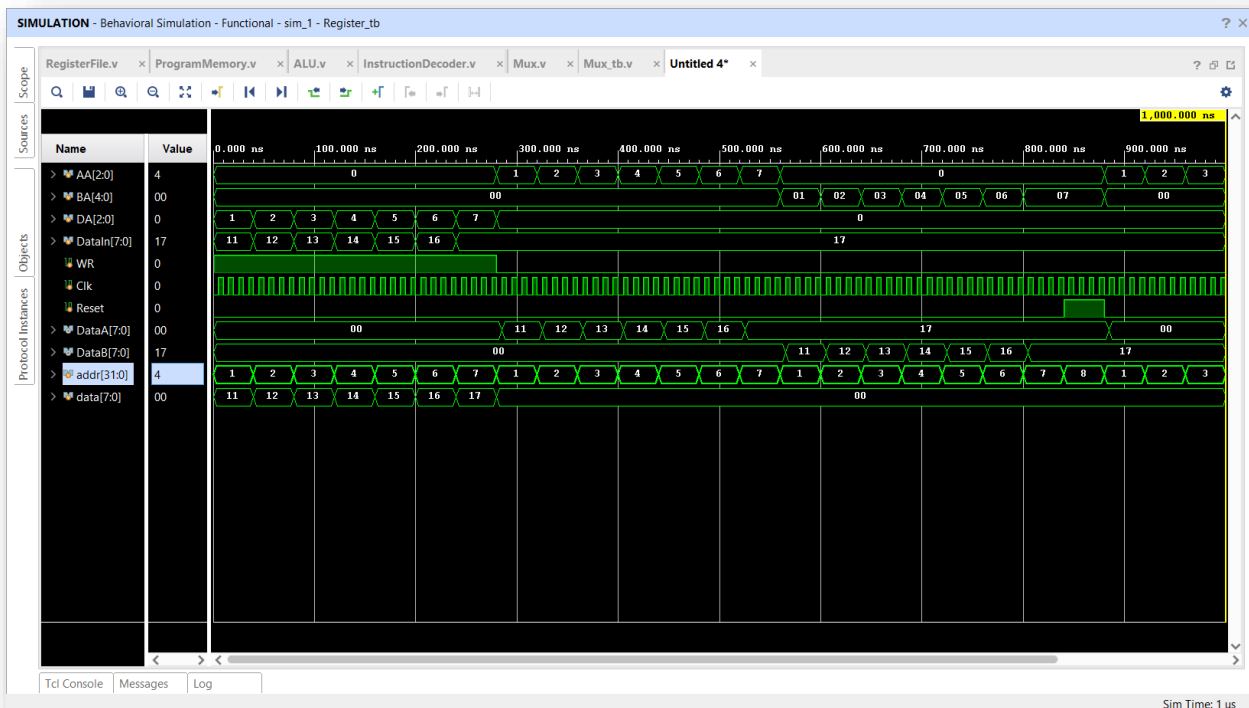 SIMULATION - Behavioral Simulation - Functional - sim_1 - Register_tb ? ×
Scope
Sources
Objects
Protocol Instances
RegisterFile.v × ProgramMemory.v × ALU.v × InstructionDecoder.v × Mux.v × Mux_tb.v × Untitled 4* ×
?
1,000.000 ns
Name Value 0.000 ns 100.000 ns 200.000 ns 300.000 ns 400.000 ns 500.000 ns 600.000 ns 700.000 ns 800.000 ns 900.000 ns
AA[2:0] 4 0 1 2 3 4 5 6 7 0 1 2 3
BA[4:0] 00 00 01 02 03 04 05 06 07 00
DA[2:0] 0 1 2 3 4 5 6 7 0
DataIn[7:0] 17 11 12 13 14 15 16 17
WR 0
Clk 0
Reset 0
DataA[7:0] 00 00 11 12 13 14 15 16 17 00
DataB[7:0] 17 00 11 12 13 14 15 16 17
addr[31:0] 4 1 2 3 4 5 6 7 1 2 3 4 5 6 7 1 2 3 4 5 6 7 8 1 2 3
data[7:0] 00 11 12 13 14 15 16 17 00
Tcl Console Messages Log
Sim Time: 1 us